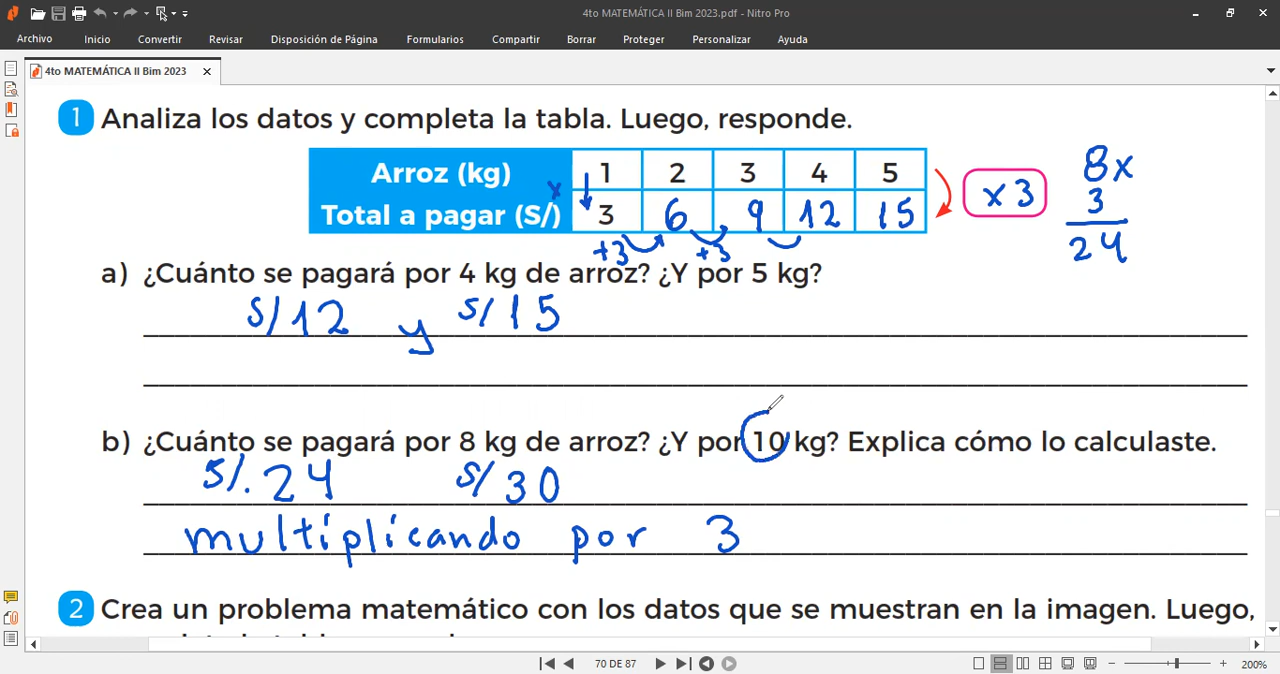 4to MATEMÁTICA II Bim 2023.pdf - Nitro Pro
Archivo Inicio Convertir Revisar Disposición de Página Formularios Compartir Borrar Proteger Personalizar Ayuda
4to MATEMÁTICA II Bim 2023 ×
1 Analiza los datos y completa la tabla. Luego, responde.
Arroz (kg) 1 2 3 4 5
x
Total a pagar (S/) 3 6 9 12 15
x 3
8x
3
24
+3 +3
a) ¿Cuánto se pagará por 4 kg de arroz? ¿Y por 5 kg?
S/12 y S/15
b) ¿Cuánto se pagará por 8 kg de arroz? ¿Y por 10 kg? Explica cómo lo calculaste.
S/. 24 S/30
multiplicando por 3
2 Crea un problema matemático con los datos que se muestran en la imagen. Luego,
70 DE 87
200%